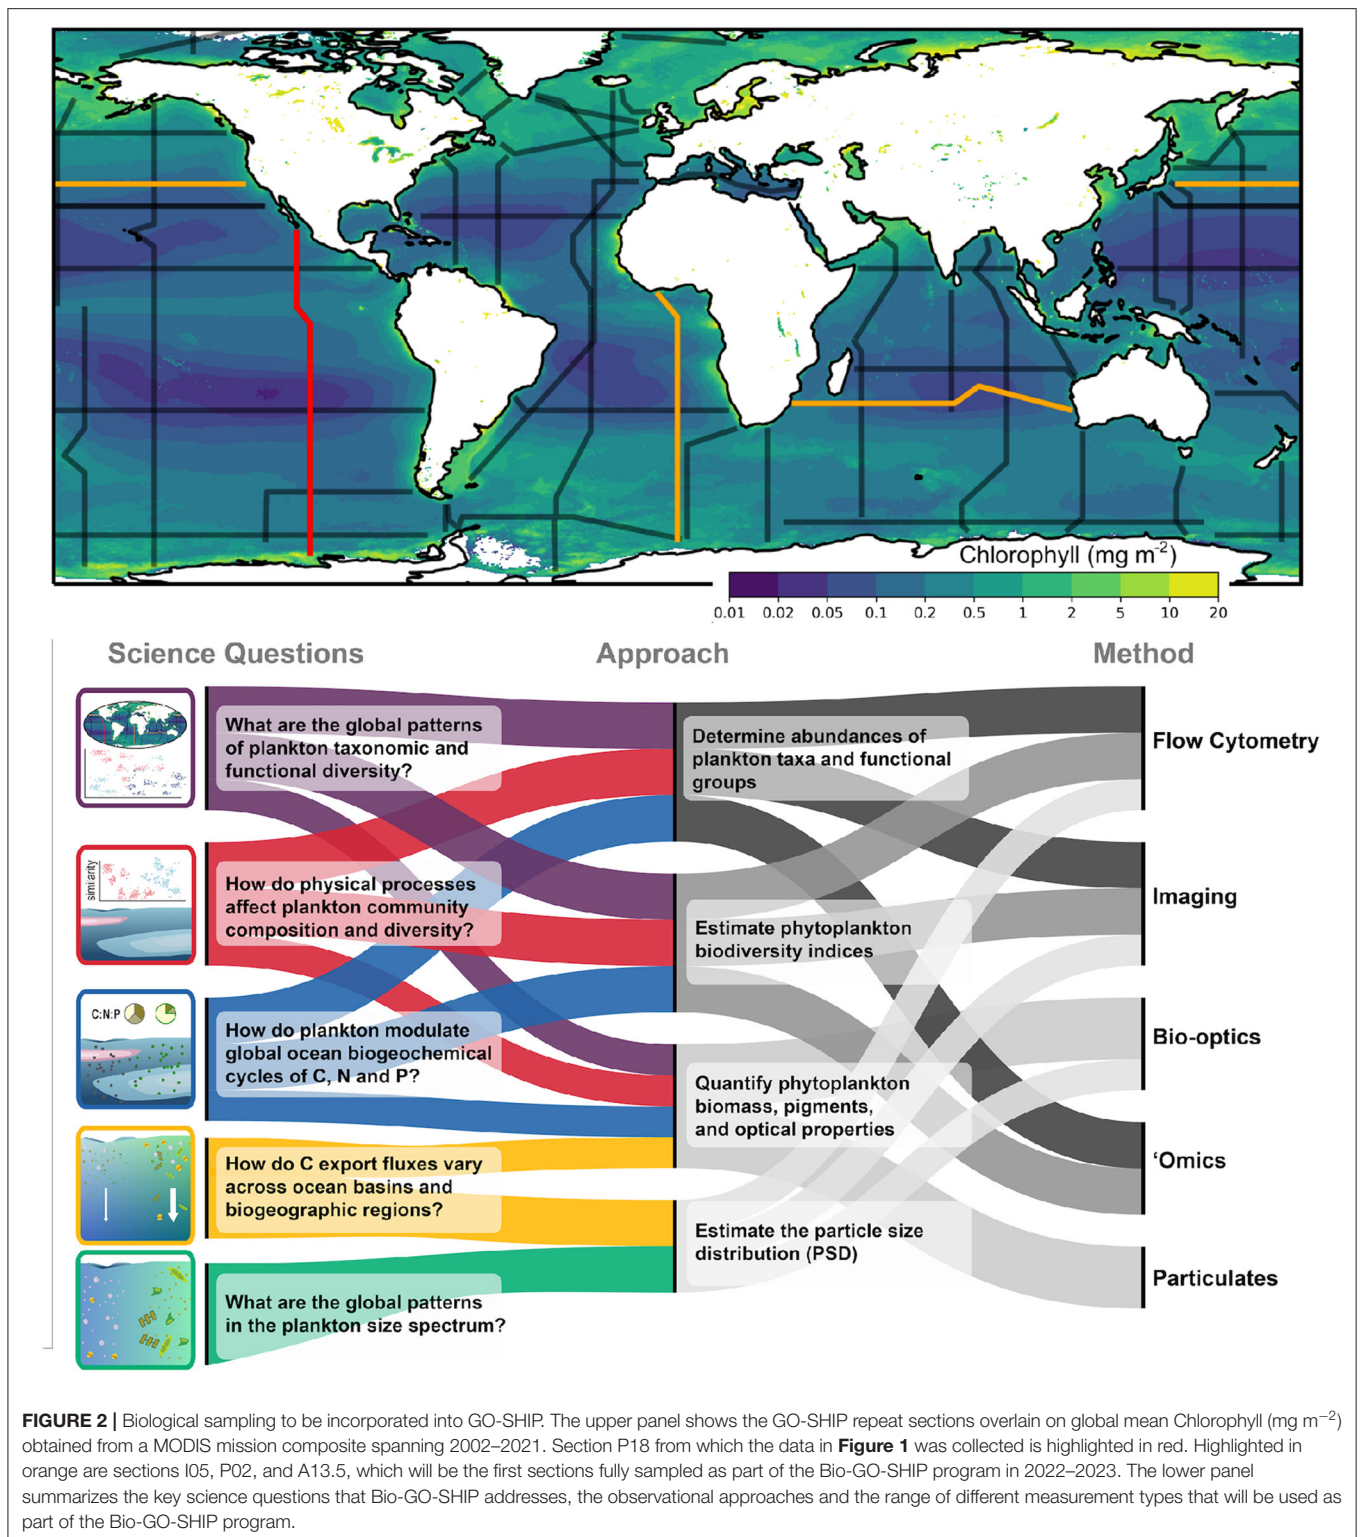 Chlorophyll (mg m⁻²)
0.01 0.02 0.05 0.1 0.2 0.5 1 2 5 10 20
Science Questions Approach Method
What are the global patterns
of plankton taxonomic and
functional diversity?
similarity
How do physical processes
affect plankton community
composition and diversity?
C:N:P
How do plankton modulate
global ocean biogeochemical
cycles of C, N and P?
How do C export fluxes vary
across ocean basins and
biogeographic regions?
What are the global patterns
in the plankton size spectrum?
Determine abundances of
plankton taxa and functional
groups
Estimate phytoplankton
biodiversity indices
Quantify phytoplankton
biomass, pigments,
and optical properties
Estimate the particle size
distribution (PSD)
Flow Cytometry
Imaging
Bio-optics
‘Omics
Particulates
FIGURE 2 | Biological sampling to be incorporated into GO-SHIP. The upper panel shows the GO-SHIP repeat sections overlain on global mean Chlorophyll (mg m⁻²)
obtained from a MODIS mission composite spanning 2002–2021. Section P18 from which the data in Figure 1 was collected is highlighted in red. Highlighted in
orange are sections I05, P02, and A13.5, which will be the first sections fully sampled as part of the Bio-GO-SHIP program in 2022–2023. The lower panel
summarizes the key science questions that Bio-GO-SHIP addresses, the observational approaches and the range of different measurement types that will be used as
part of the Bio-GO-SHIP program.